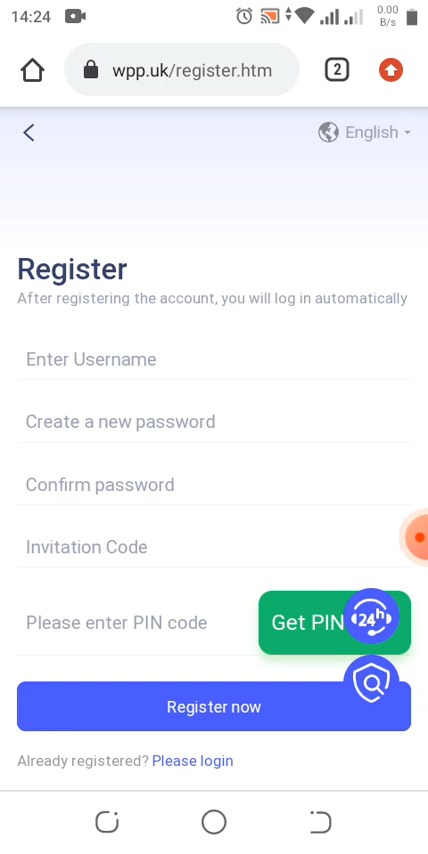 14:24
0.00
B/s
wpp.uk/register.htm
2
English
Register
After registering the account, you will log in automatically
Enter Username
Create a new password
Confirm password
Invitation Code
Please enter PIN code
Get PIN
24h
Register now
Already registered? Please login